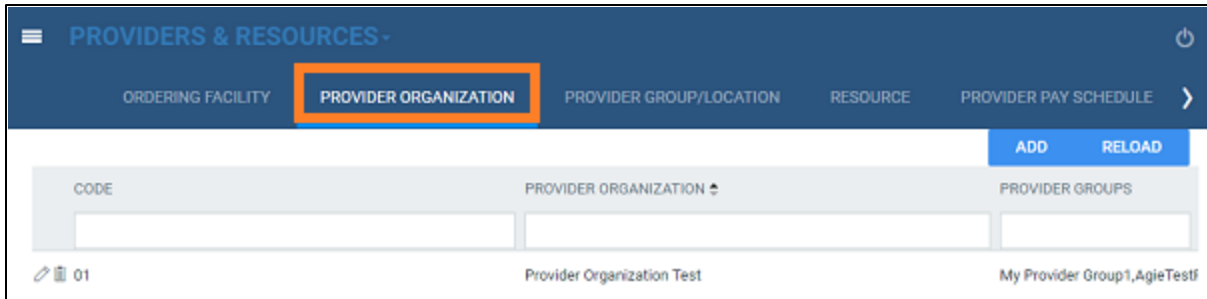 PROVIDERS & RESOURCES
ORDERING FACILITY PROVIDER ORGANIZATION PROVIDER GROUP/LOCATION RESOURCE PROVIDER PAY SCHEDULE
ADD RELOAD
CODE PROVIDER ORGANIZATION PROVIDER GROUPS
01 Provider Organization Test My Provider Group1,AgieTest